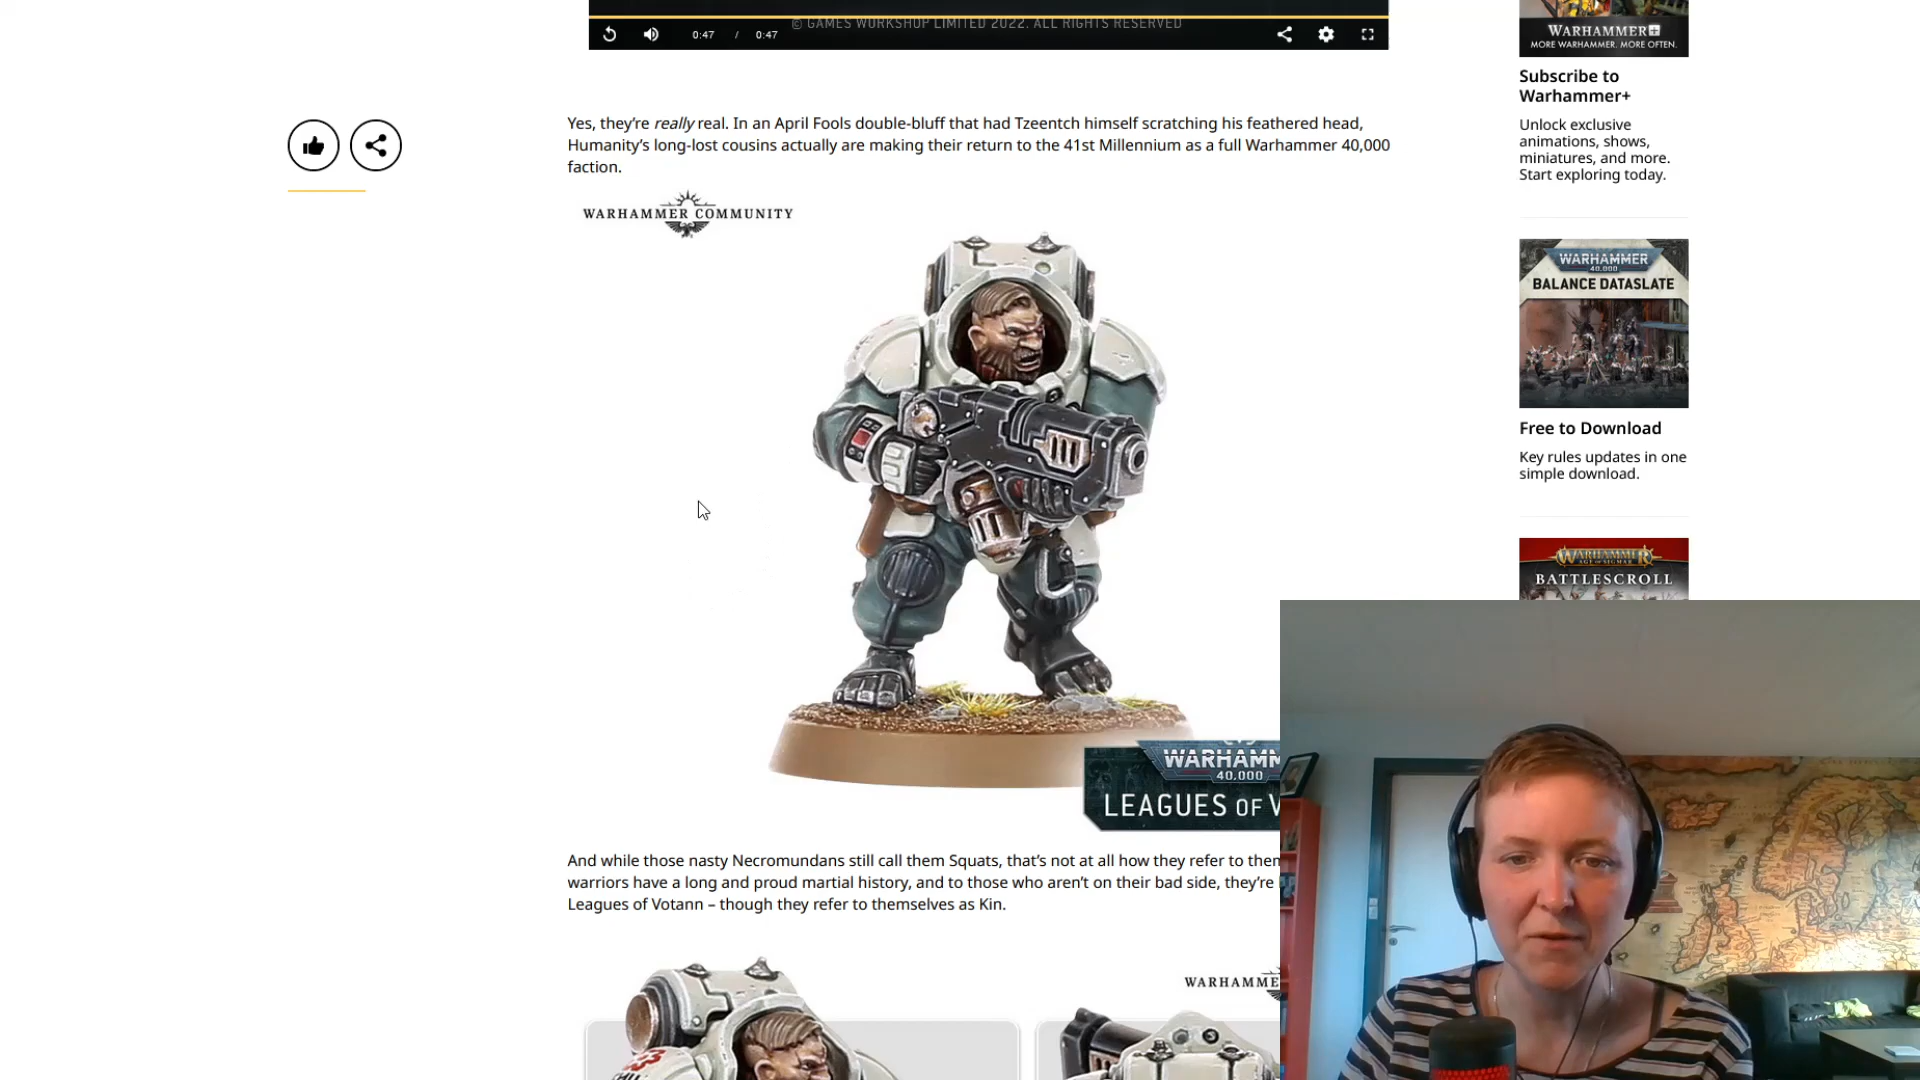 © GAMES WORKSHOP LIMITED 2022. ALL RIGHTS RESERVED
0:47 / 0:47
Yes, they're really real. In an April Fools double-bluff that had Tzeentch himself scratching his feathered head,
Humanity's long-lost cousins actually are making their return to the 41st Millennium as a full Warhammer 40,000
faction.
WARHAMMER COMMUNITY
WARHAMM
40,000
LEAGUES OF V
And while those nasty Necromundans still call them Squats, that's not at all how they refer to then
warriors have a long and proud martial history, and to those who aren't on their bad side, they're
Leagues of Votann – though they refer to themselves as Kin.
WARHAMME
WARHAMMER+
MORE WARHAMMER. MORE OFTEN.
Subscribe to
Warhammer+
Unlock exclusive
animations, shows,
miniatures, and more.
Start exploring today.
WARHAMMER
40,000
BALANCE DATASLATE
Free to Download
Key rules updates in one
simple download.
WARHAMMER
AGE OF SIGMAR
BATTLESCROLL